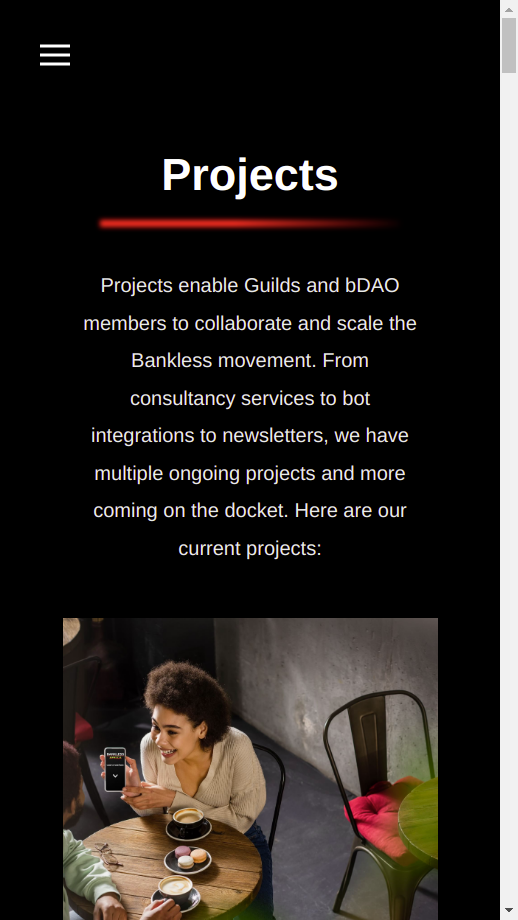 Projects
Projects enable Guilds and bDAO
members to collaborate and scale the
Bankless movement. From
consultancy services to bot
integrations to newsletters, we have
multiple ongoing projects and more
coming on the docket. Here are our
current projects:
BANKLESS